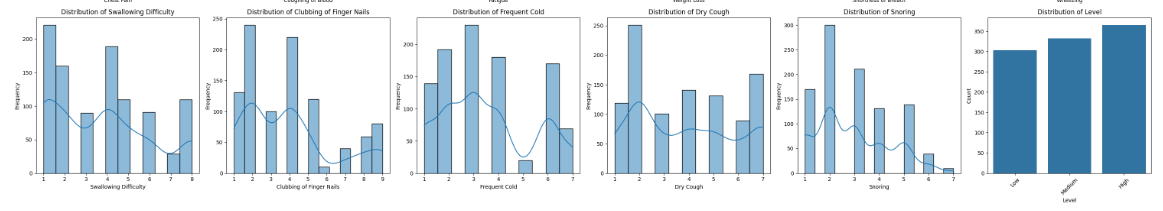 Chest Pain Coughing of Blood Fatigue Weight Loss Shortness of Breath Wheezing
Distribution of Swallowing Difficulty
Frequency
200
150
100
50
0
1 2 3 4 5 6 7 8
Swallowing Difficulty
Distribution of Clubbing of Finger Nails
Frequency
250
200
150
100
50
0
1 2 3 4 5 6 7 8 9
Clubbing of Finger Nails
Distribution of Frequent Cold
Frequency
200
150
100
50
0
1 2 3 4 5 6 7
Frequent Cold
Distribution of Dry Cough
Frequency
250
200
150
100
50
0
1 2 3 4 5 6 7
Dry Cough
Distribution of Snoring
Frequency
300
250
200
150
100
50
0
1 2 3 4 5 6 7
Snoring
Distribution of Level
Count
350
300
250
200
150
100
50
0
Low Medium High
Level